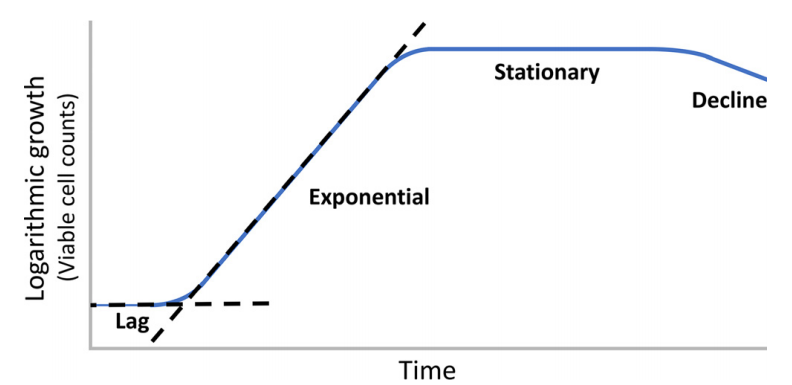 Logarithmic growth
(Viable cell counts)
Stationary
Decline
Exponential
Lag
Time